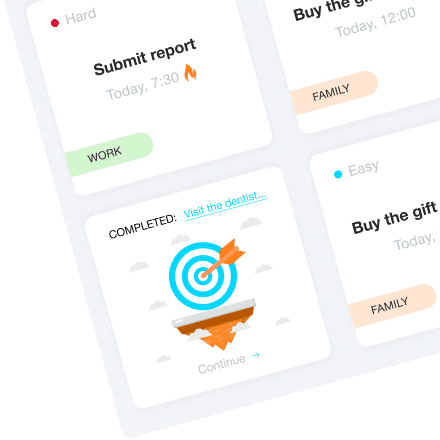 Hard
Submit report
Today, 7:30
WORK
Buy the gi
Today, 12:00
FAMILY
COMPLETED: Visit the dentist...
Continue →
Easy
Buy the gift
Today,
FAMILY